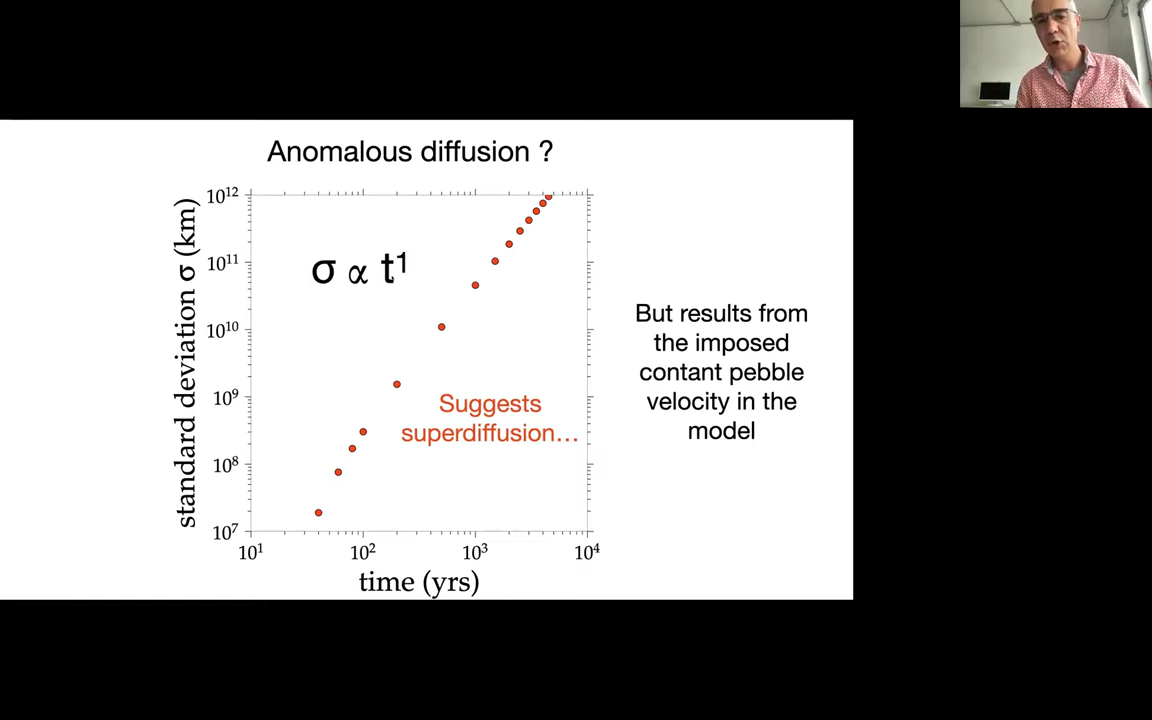 Anomalous diffusion ?
standard deviation σ (km)
10¹²
10¹¹
10¹⁰
10⁹
10⁸
10⁷
σ ∝ t¹
Suggests
superdiffusion…
10¹ 10² 10³ 10⁴
time (yrs)
But results from
the imposed
contant pebble
velocity in the
model